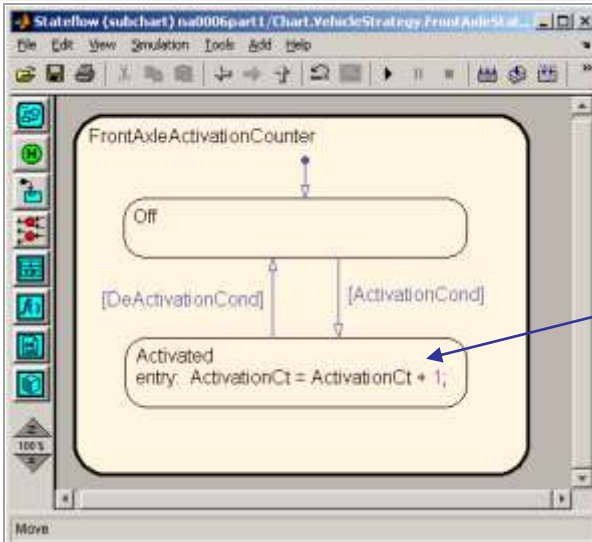 Stateflow (subchart) na0006part1/Chart.VehicleStrategy.FrontAxleStat...
File Edit View Simulation Tools Add Help
FrontAxleActivationCounter
Off
[DeActivationCond]
[ActivationCond]
Activated
entry: ActivationCt = ActivationCt + 1;
100%
Move